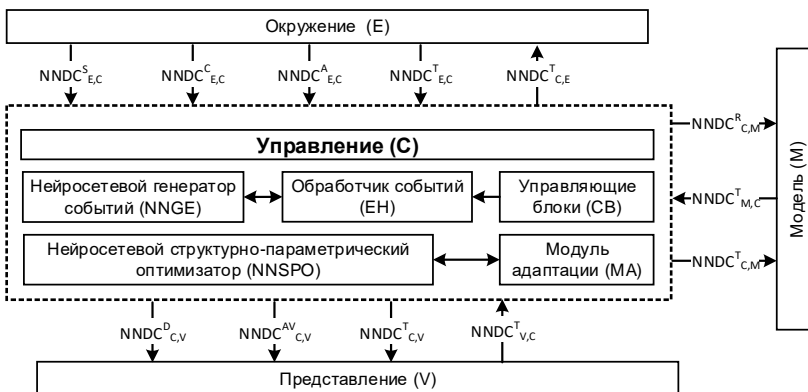 Окружение (E)
NNDC^S_E,C NNDC^C_E,C NNDC^A_E,C NNDC^T_E,C NNDC^T_C,E
Управление (C)
NNDC^R_C,M
Нейросетевой генератор
событий (NNGE)
Обработчик событий
(EH)
Управляющие
блоки (CB)
NNDC^T_M,C
Нейросетевой структурно-параметрический
оптимизатор (NNSPO)
Модуль
адаптации (MA)
NNDC^T_C,M
Модель (M)
NNDC^D_C,V NNDC^AV_C,V NNDC^T_C,V NNDC^T_V,C
Представление (V)